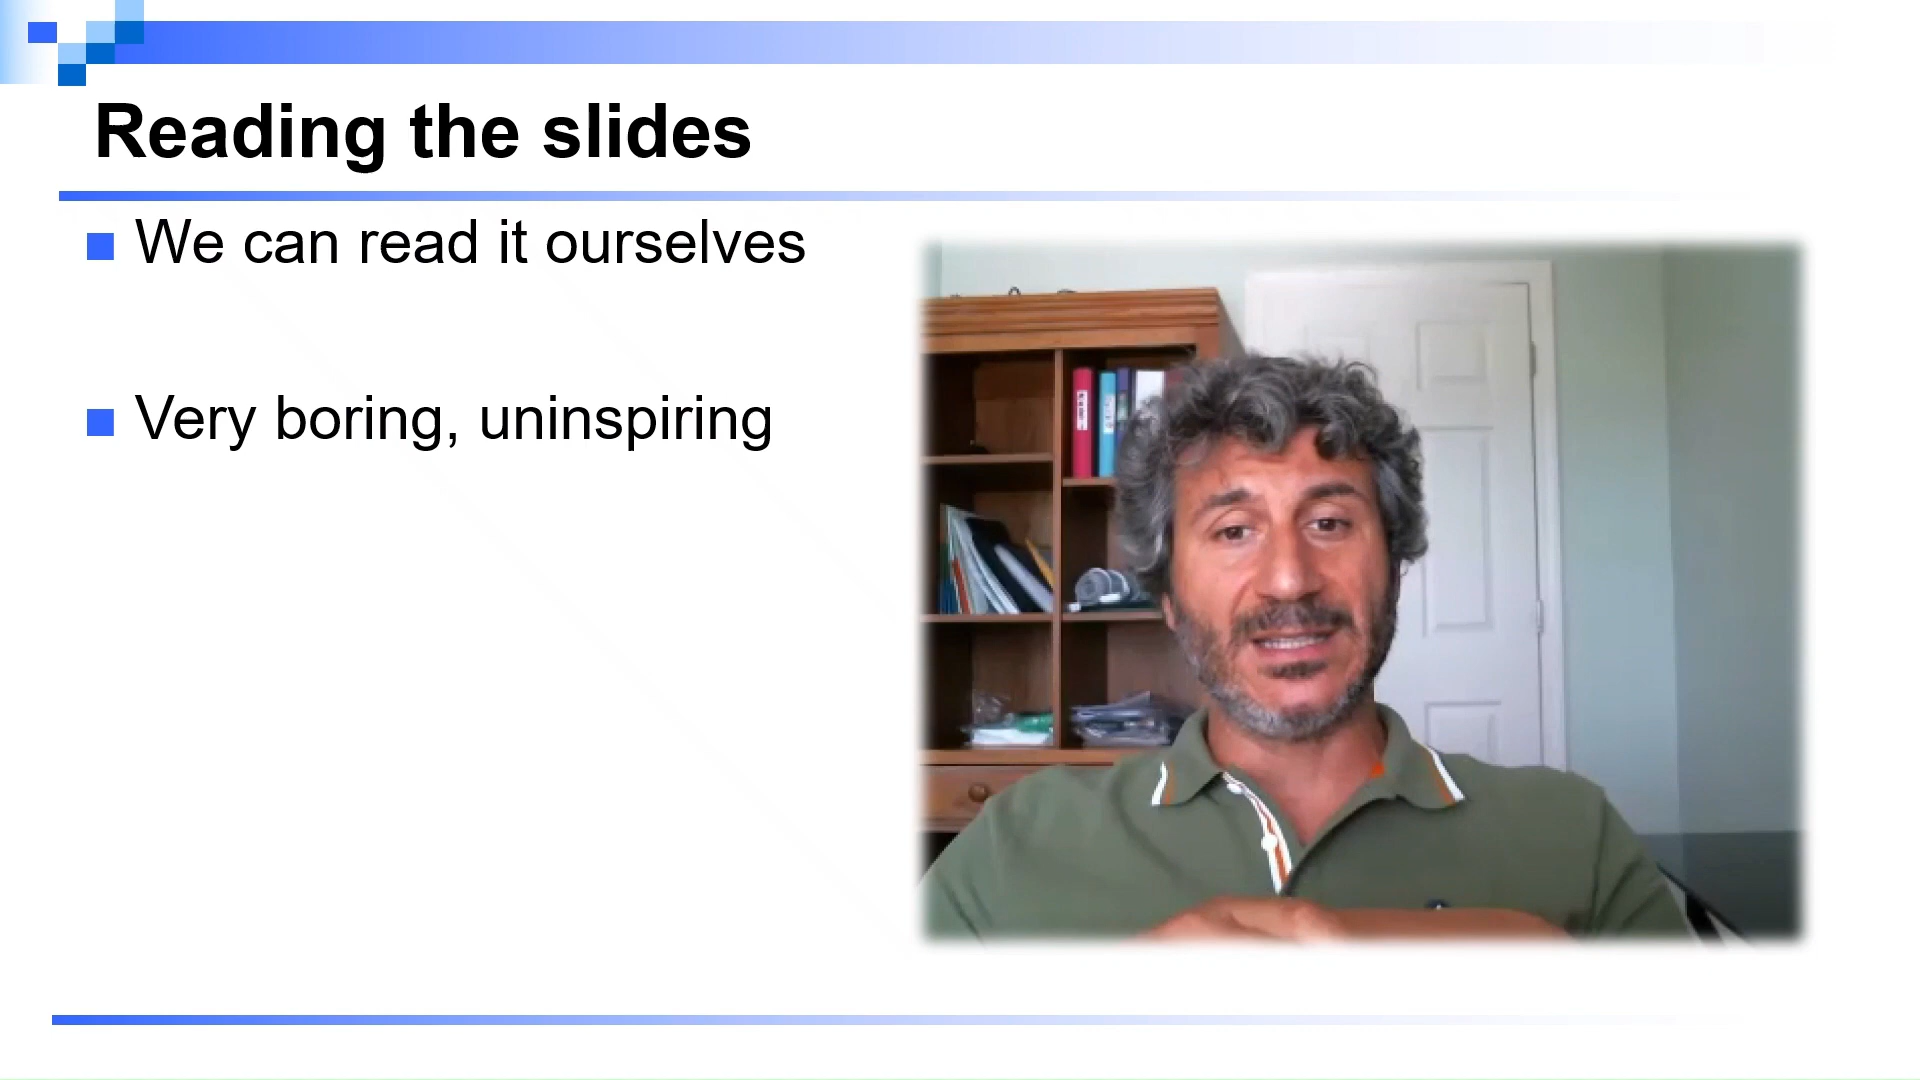 Reading the slides
We can read it ourselves
Very boring, uninspiring